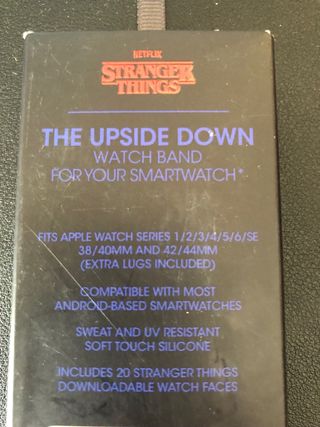 NETFLIX
STRANGER
THINGS
THE UPSIDE DOWN
WATCH BAND
FOR YOUR SMARTWATCH*
FITS APPLE WATCH SERIES 1/2/3/4/5/6/SE
38/40MM AND 42/44MM
(EXTRA LUGS INCLUDED)
COMPATIBLE WITH MOST
ANDROID-BASED SMARTWATCHES
SWEAT AND UV RESISTANT
SOFT TOUCH SILICONE
INCLUDES 20 STRANGER THINGS
DOWNLOADABLE WATCH FACES